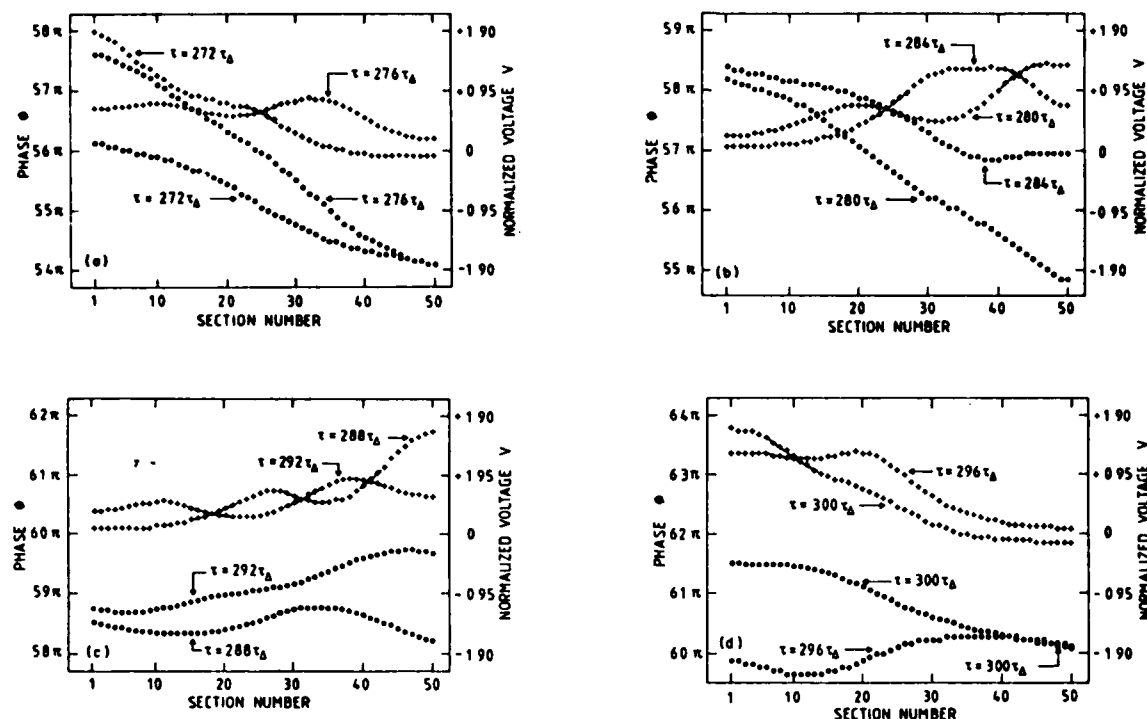 58π
57π
56π
55π
54π
PHASE Φ
+1.90
+0.95
0
-0.95
-1.90
NORMALIZED VOLTAGE V
τ=272τΔ
τ=276τΔ
τ=272τΔ
τ=276τΔ
(a)
1 10 20 30 40 50
SECTION NUMBER
59π
58π
57π
56π
55π
PHASE Φ
+1.90
+0.95
0
-0.95
-1.90
NORMALIZED VOLTAGE V
τ=284τΔ
τ=280τΔ
τ=284τΔ
τ=280τΔ
(b)
1 10 20 30 40 50
SECTION NUMBER
62π
61π
60π
59π
58π
PHASE Φ
+1.90
+0.95
0
-0.95
-1.90
NORMALIZED VOLTAGE V
τ=288τΔ
τ=292τΔ
τ=292τΔ
τ=288τΔ
(c)
1 10 20 30 40 50
SECTION NUMBER
64π
63π
62π
61π
60π
PHASE Φ
+1.90
+0.95
0
-0.95
-1.90
NORMALIZED VOLTAGE V
τ=296τΔ
τ=300τΔ
τ=300τΔ
τ=296τΔ
τ=300τΔ
(d)
1 10 20 30 40 50
SECTION NUMBER